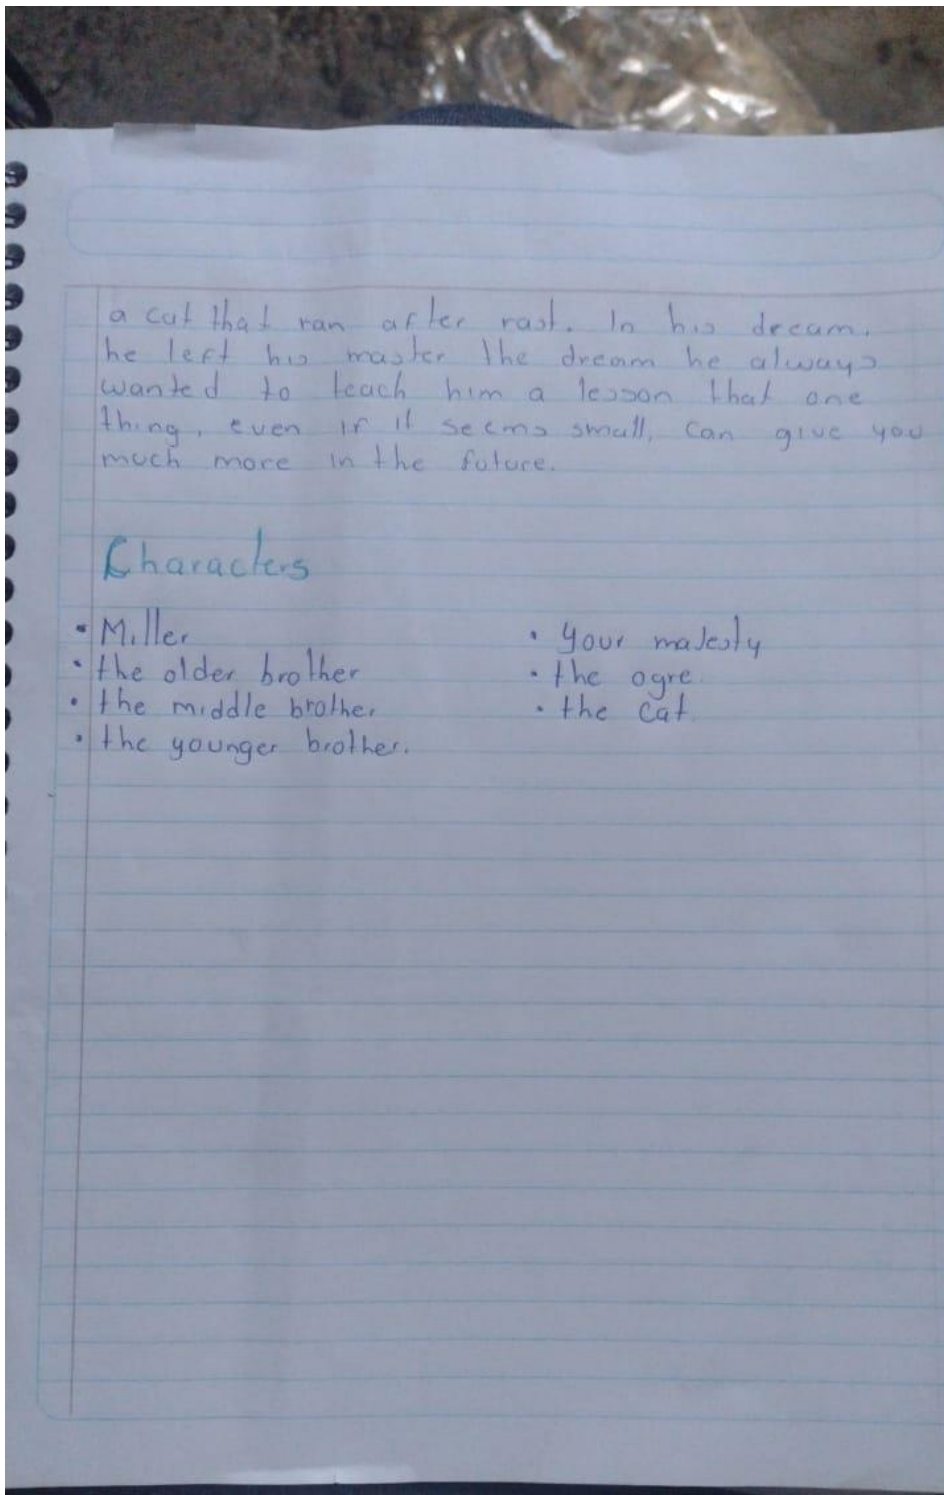 a cat that ran after rast. In his dream.
he left his master the dream he always
wanted to teach him a lesson that one
thing, even if it seems small, can give you
much more in the future.
Characters
• Miller
• the older brother
• the middle brother
• the younger brother.
• Your majesty
• the ogre
• the cat